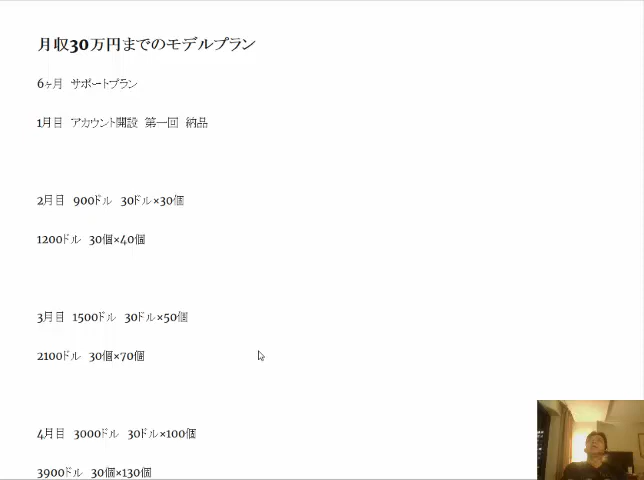 月収30万円までのモデルプラン
6ヶ月 サポートプラン
1月目 アカウント開設 第一回 納品
2月目 900ドル 30ドル×30個
1200ドル 30個×40個
3月目 1500ドル 30ドル×50個
2100ドル 30個×70個
4月目 3000ドル 30ドル×100個
3900ドル 30個×130個